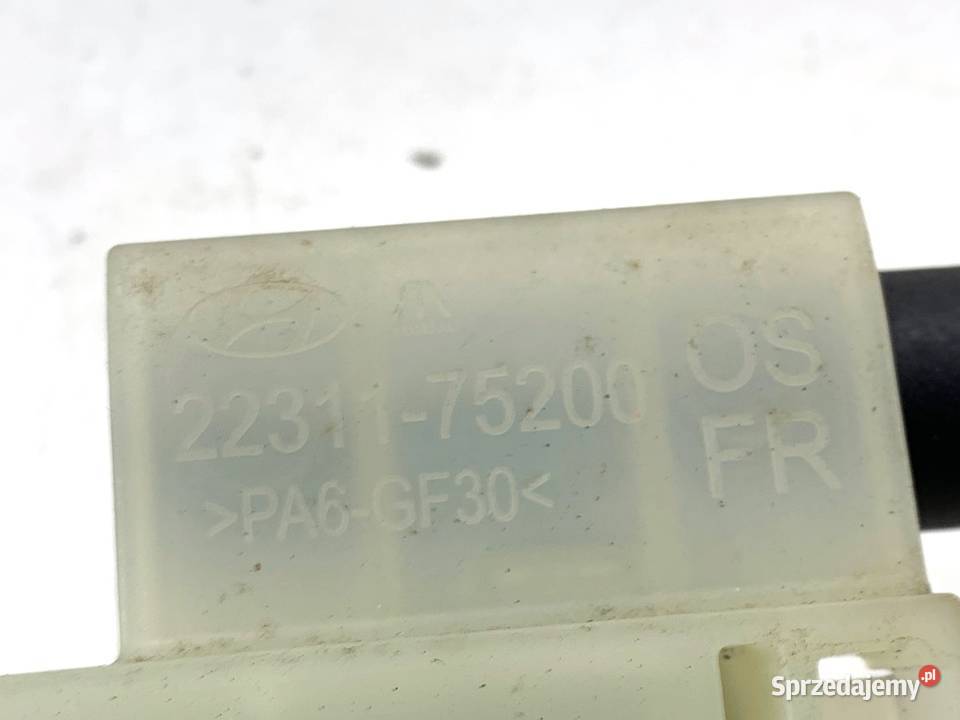 22311-75200
>PA6-GF30<
OS
FR
Sprzedajemy.pl